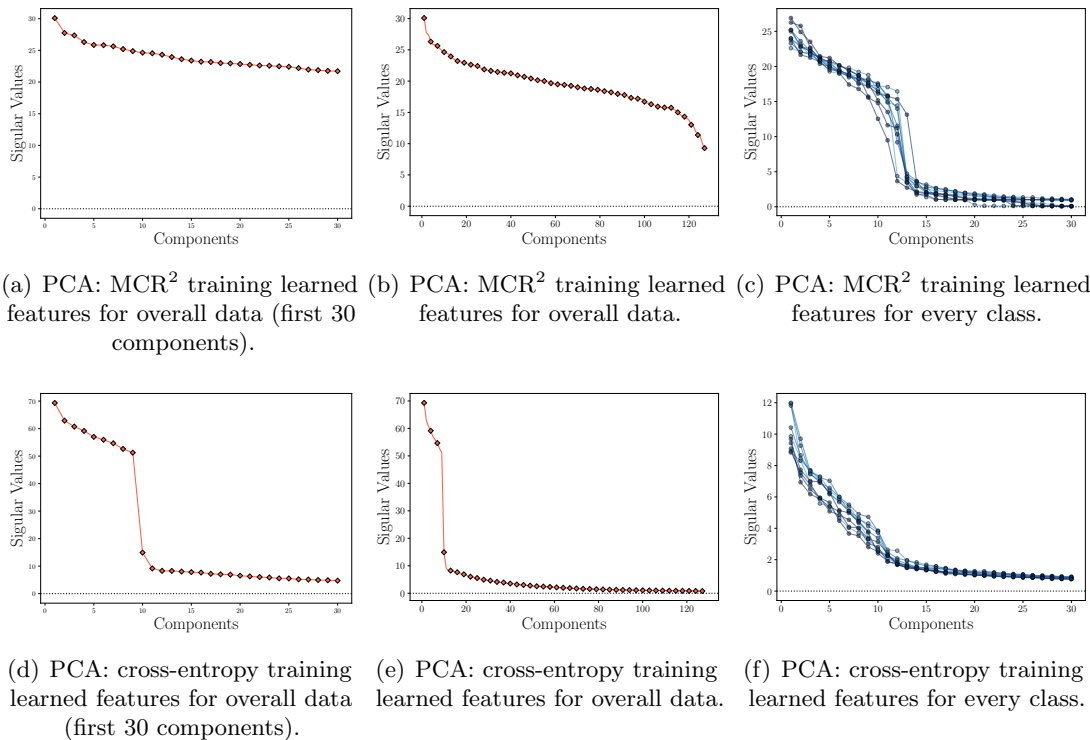 30
25
20
15
10
5
0
Sigular Values
0 5 10 15 20 25 30
Components
30
25
20
15
10
5
0
Sigular Values
0 20 40 60 80 100 120
Components
25
20
15
10
5
0
Sigular Values
0 5 10 15 20 25 30
Components
(a) PCA: MCR² training learned
features for overall data (first 30
components).
(b) PCA: MCR² training learned
features for overall data.
(c) PCA: MCR² training learned
features for every class.
70
60
50
40
30
20
10
0
Sigular Values
0 5 10 15 20 25 30
Components
70
60
50
40
30
20
10
0
Sigular Values
0 20 40 60 80 100 120
Components
12
10
8
6
4
2
0
Sigular Values
0 5 10 15 20 25 30
Components
(d) PCA: cross-entropy training
learned features for overall data
(first 30 components).
(e) PCA: cross-entropy training
learned features for overall data.
(f) PCA: cross-entropy training
learned features for every class.